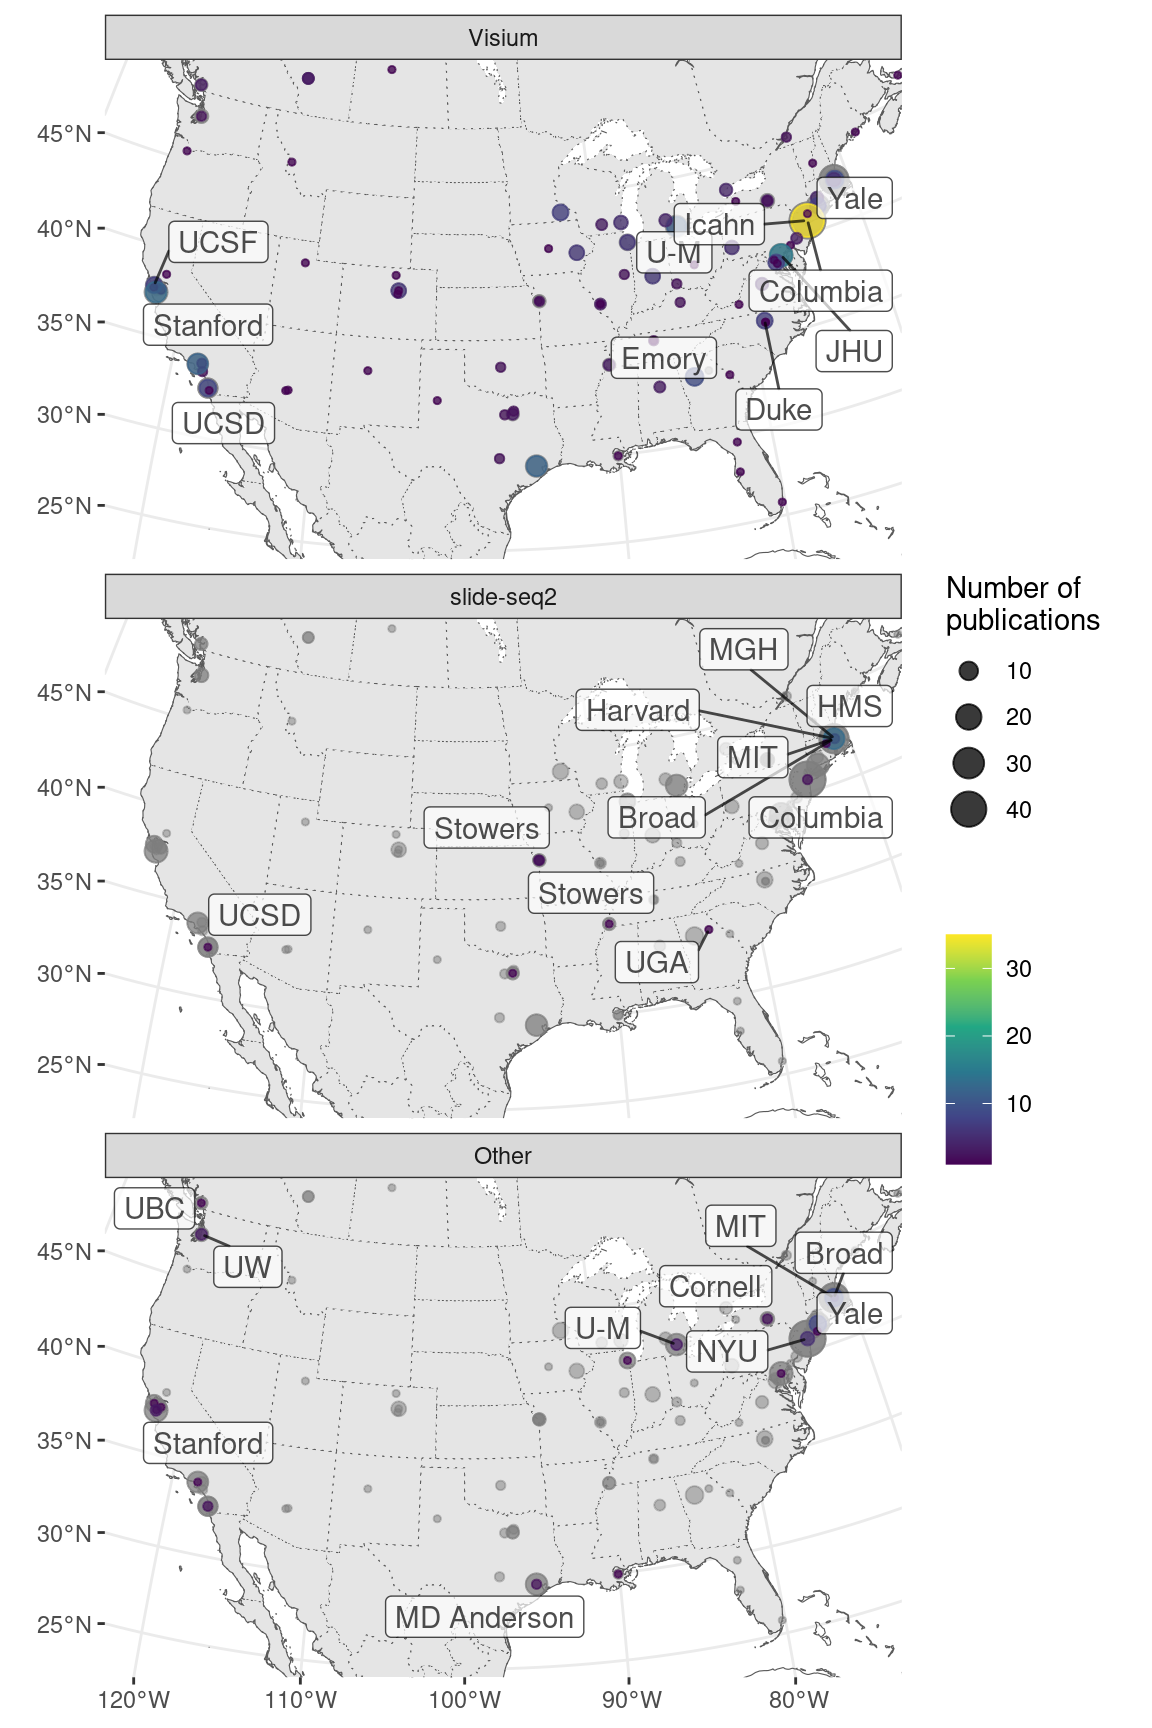 Visium
45°N
40°N
35°N
30°N
25°N
UCSF
Stanford
UCSD
Yale
Icahn
U-M
Columbia
JHU
Emory
Duke
slide-seq2
45°N
40°N
35°N
30°N
25°N
MGH
HMS
Harvard
MIT
Broad
Columbia
Stowers
Stowers
UCSD
UGA
Number of
publications
10
20
30
40
30
20
10
Other
45°N
40°N
35°N
30°N
25°N
UBC
UW
MIT
Broad
Cornell
Yale
U-M
NYU
Stanford
MD Anderson
120°W
110°W
100°W
90°W
80°W